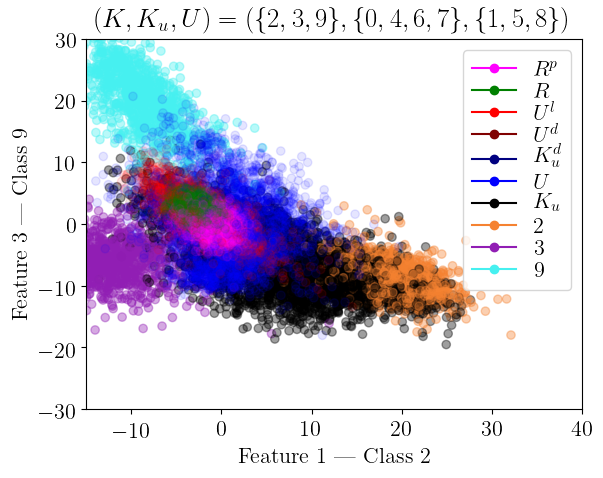 (K, K_u, U) = ({2, 3, 9}, {0, 4, 6, 7}, {1, 5, 8})
30
20
10
0
−10
−20
−30
Feature 3 — Class 9
R^p
R
U^l
U^d
K_u^d
U
K_u
2
3
9
−10
0
10
20
30
40
Feature 1 — Class 2